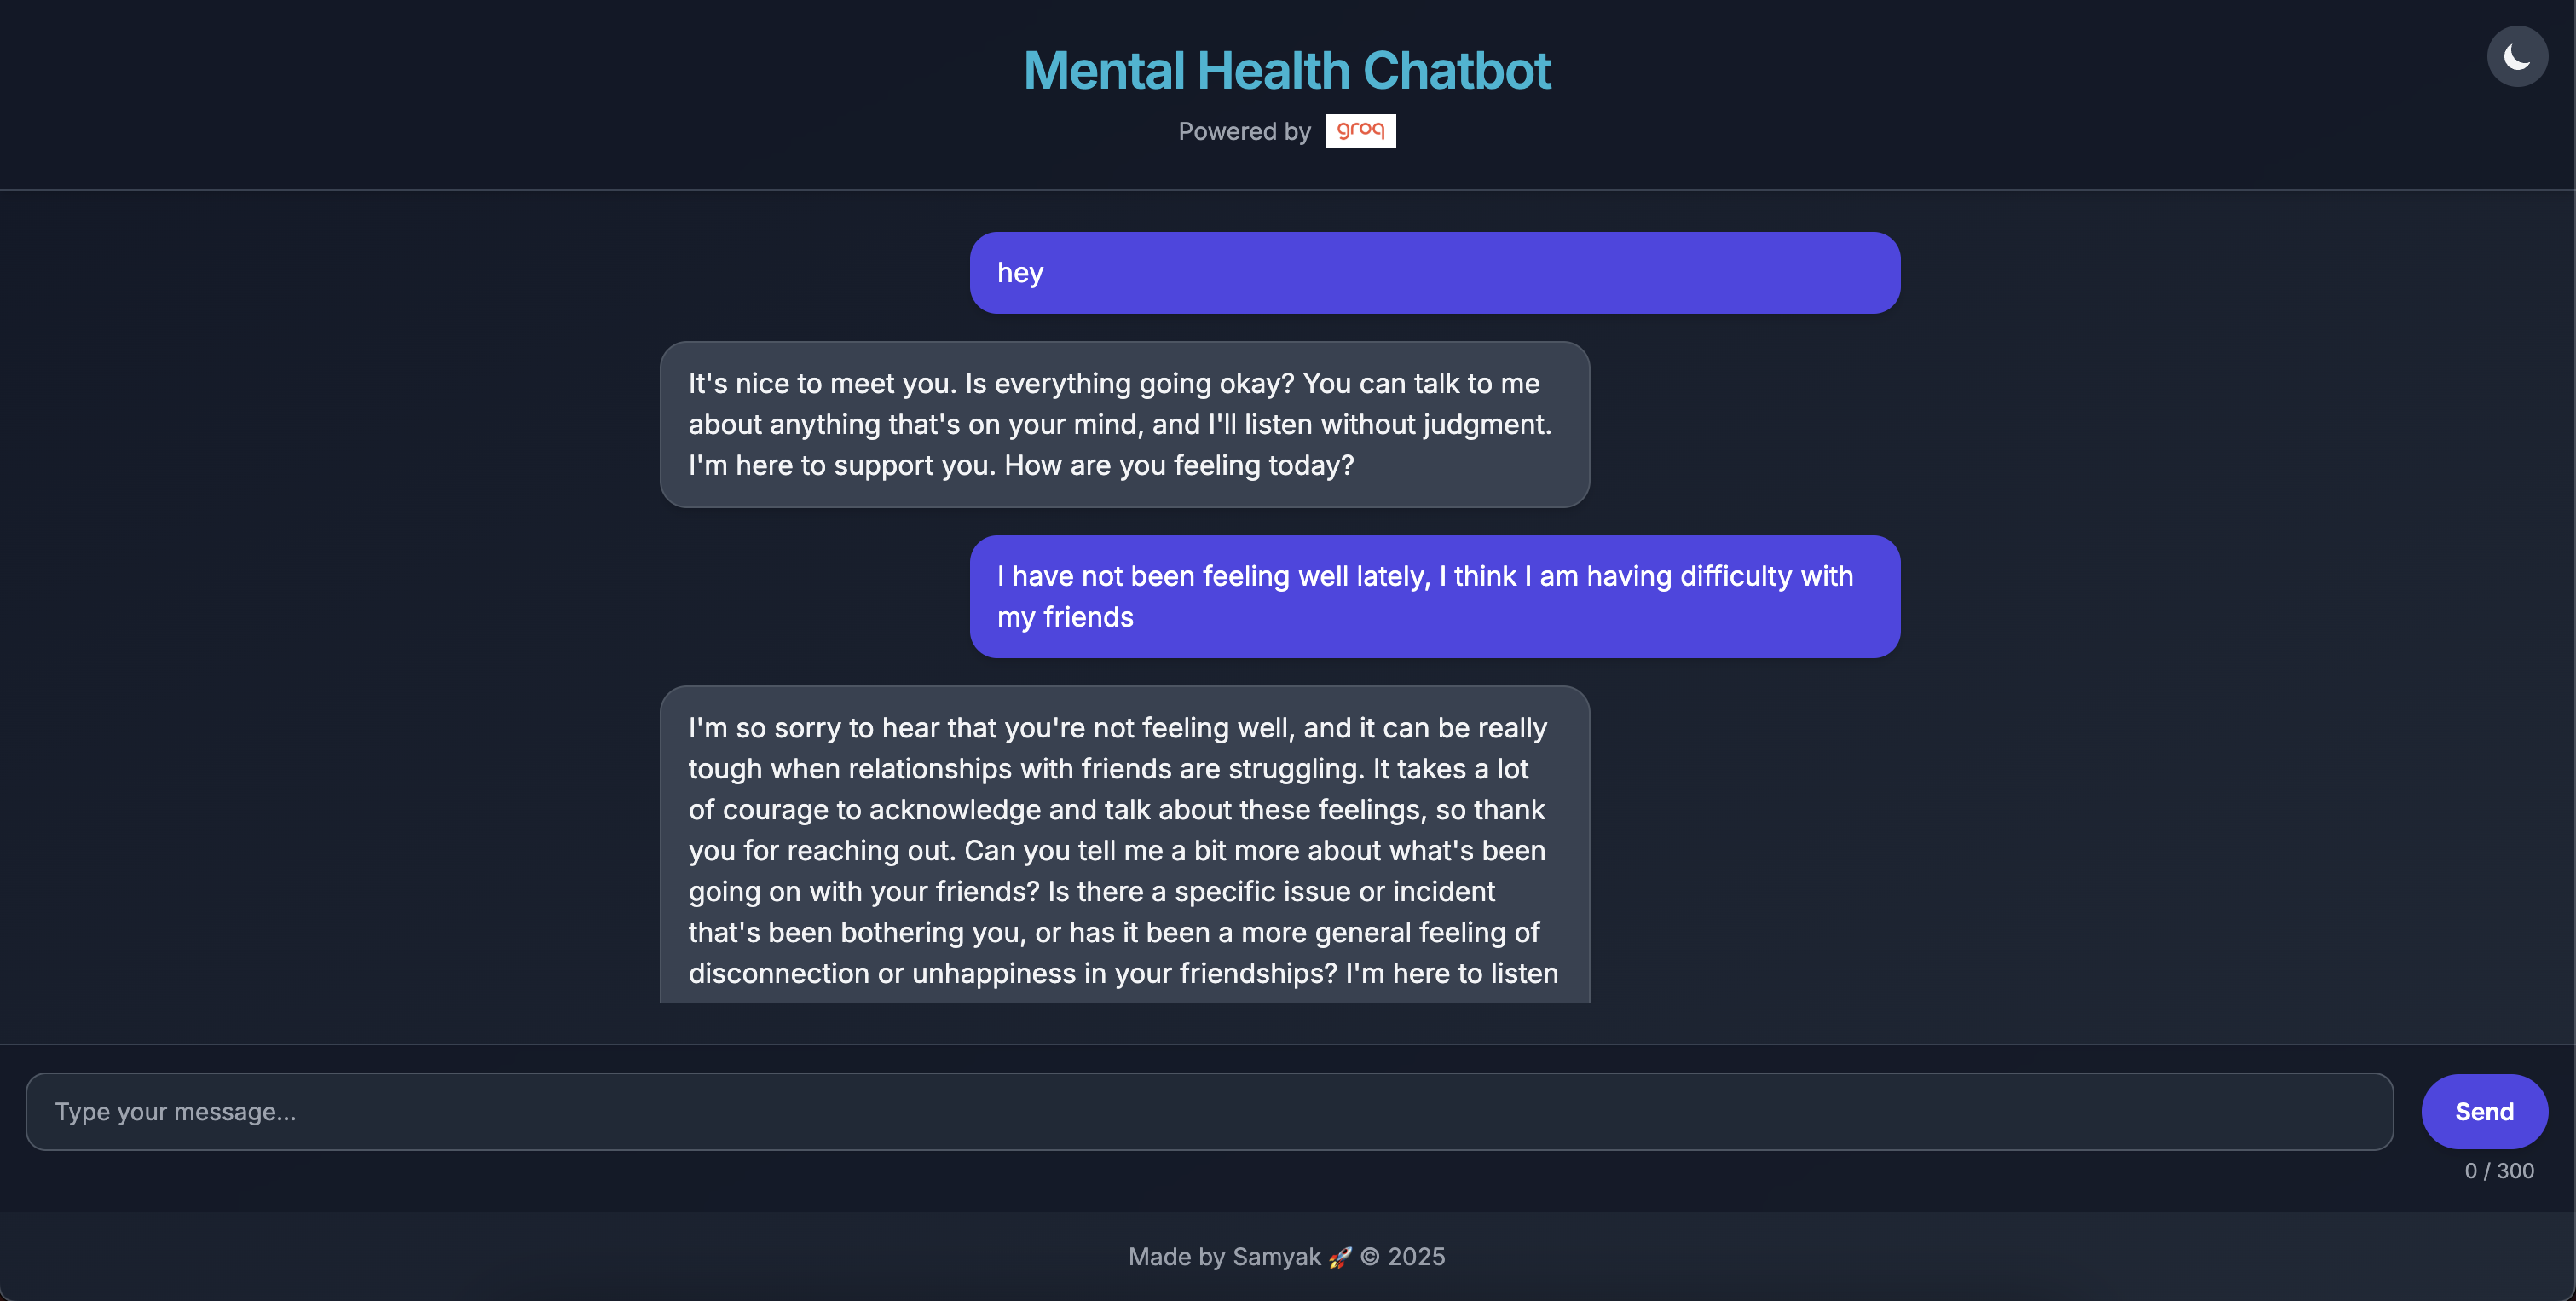 Mental Health Chatbot
Powered by groq
hey
It's nice to meet you. Is everything going okay? You can talk to me
about anything that's on your mind, and I'll listen without judgment.
I'm here to support you. How are you feeling today?
I have not been feeling well lately, I think I am having difficulty with
my friends
I'm so sorry to hear that you're not feeling well, and it can be really
tough when relationships with friends are struggling. It takes a lot
of courage to acknowledge and talk about these feelings, so thank
you for reaching out. Can you tell me a bit more about what's been
going on with your friends? Is there a specific issue or incident
that's been bothering you, or has it been a more general feeling of
disconnection or unhappiness in your friendships? I'm here to listen
Type your message...
Send
0 / 300
Made by Samyak 🚀 © 2025